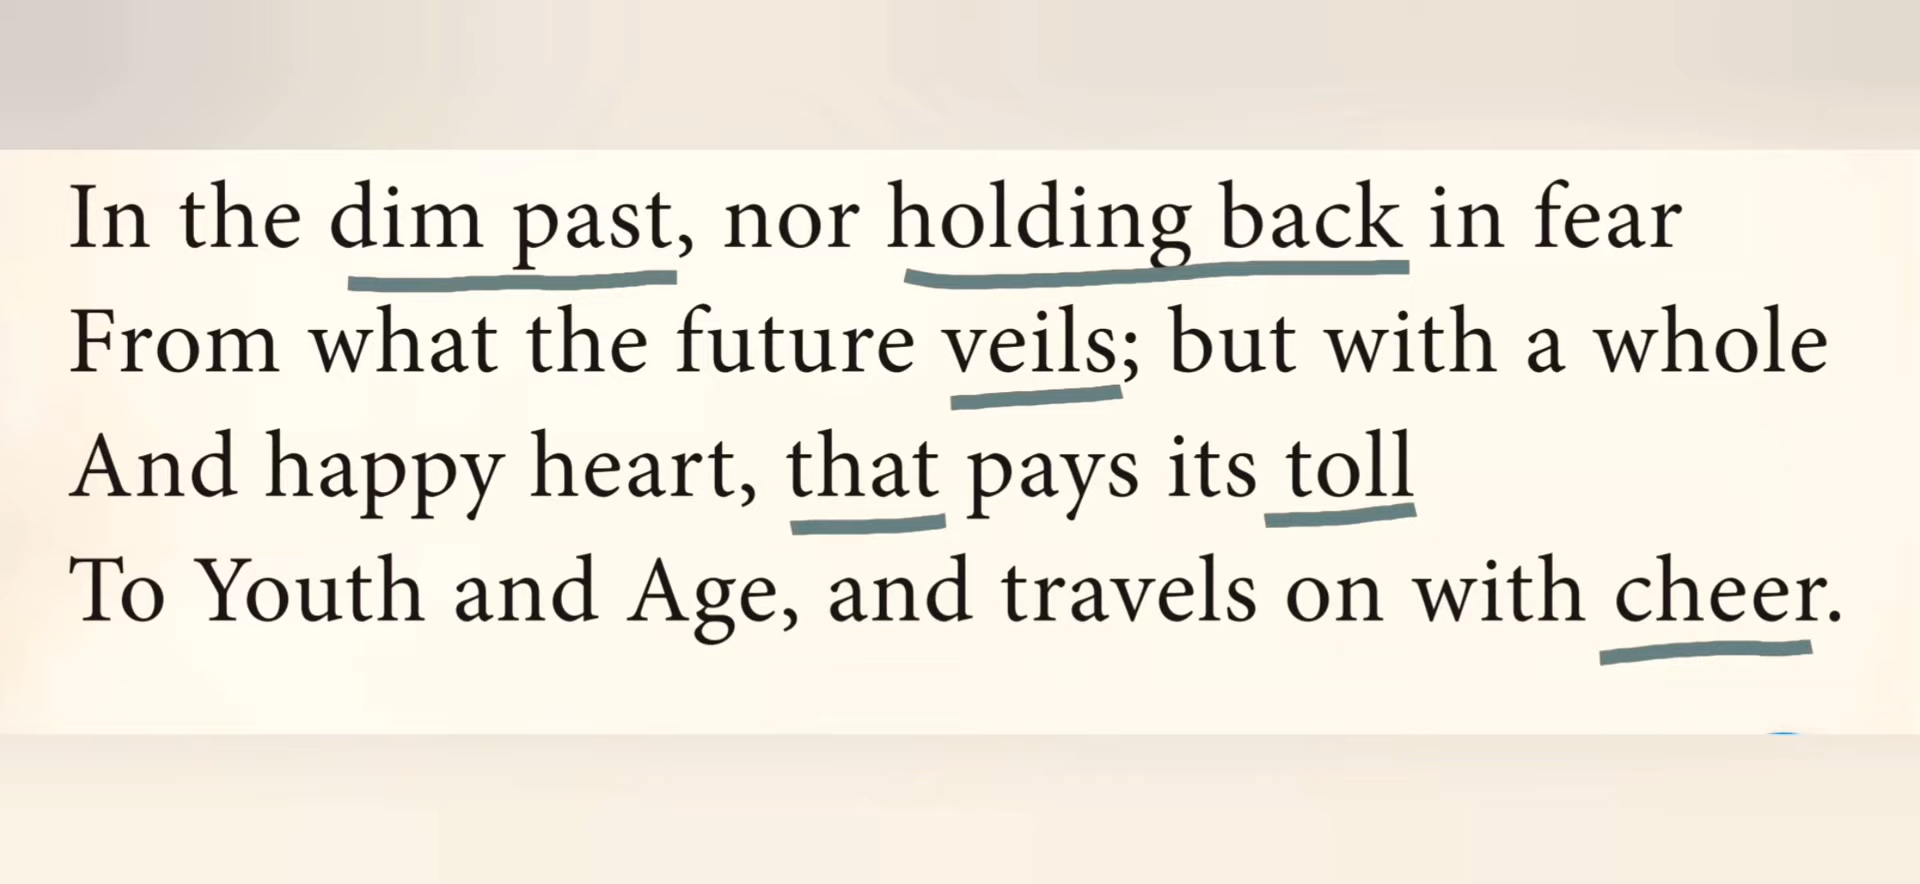 In the dim past, nor holding back in fear
From what the future veils; but with a whole
And happy heart, that pays its toll
To Youth and Age, and travels on with cheer.